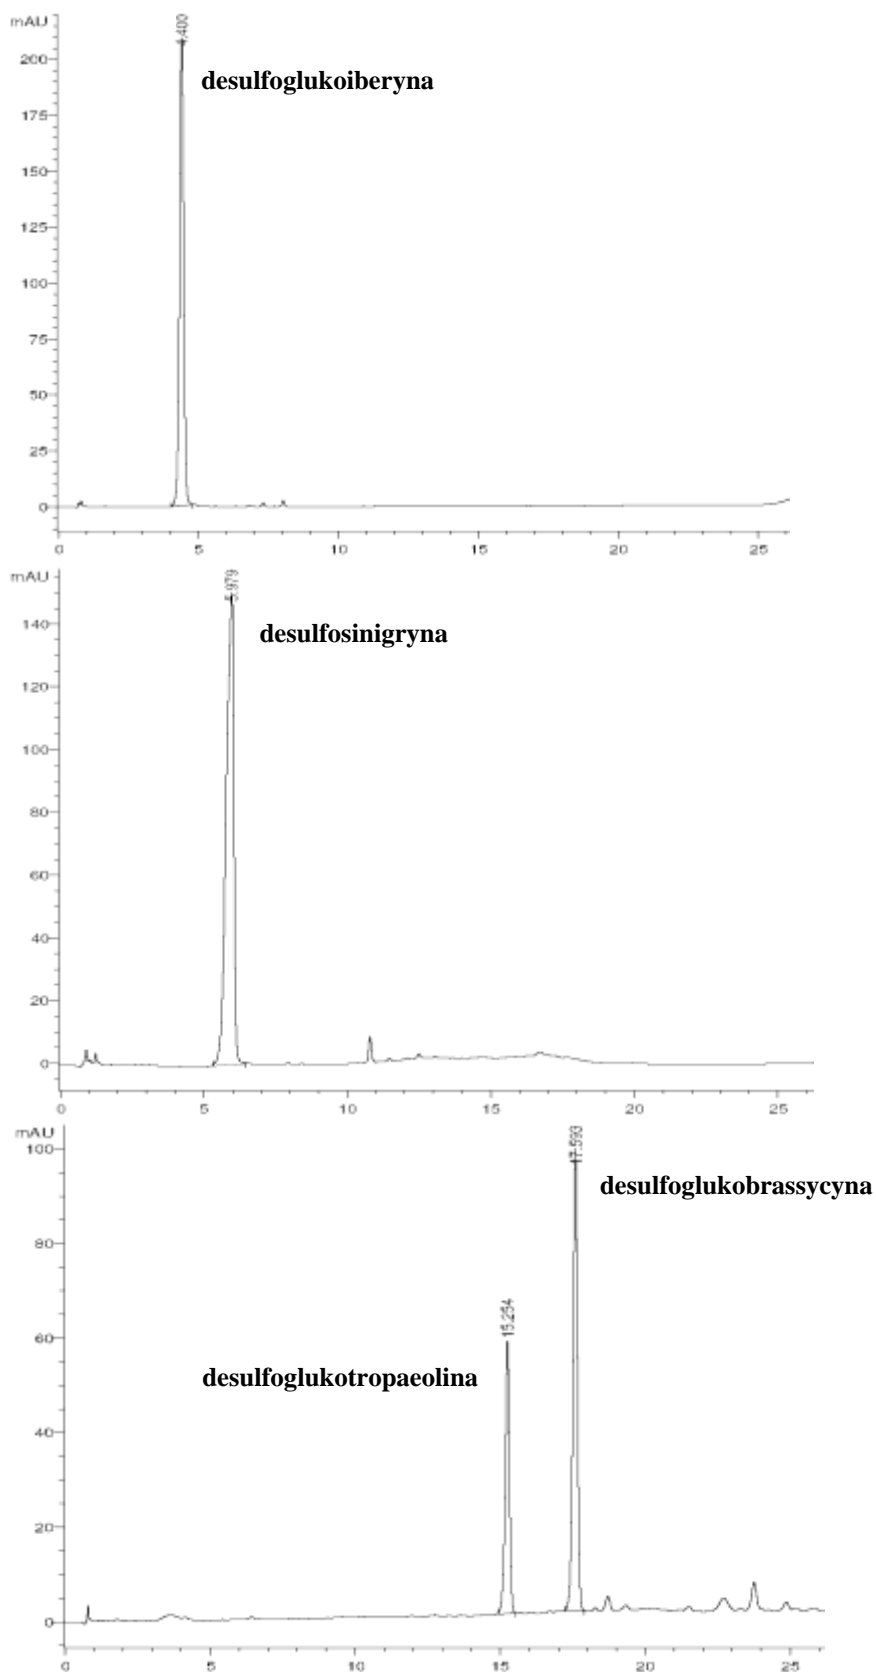 mAU
4.400
200
desulfoglukoiberyna
175
150
125
100
75
50
25
0
0 5 10 15 20 25
mAU
5.979
140
desulfosinigryna
120
100
80
60
40
20
0
0 5 10 15 20 25
mAU
17.593
100
desulfoglukobrassycyna
80
15.254
60
desulfoglukotropaeolina
40
20
0
0 5 10 15 20 25